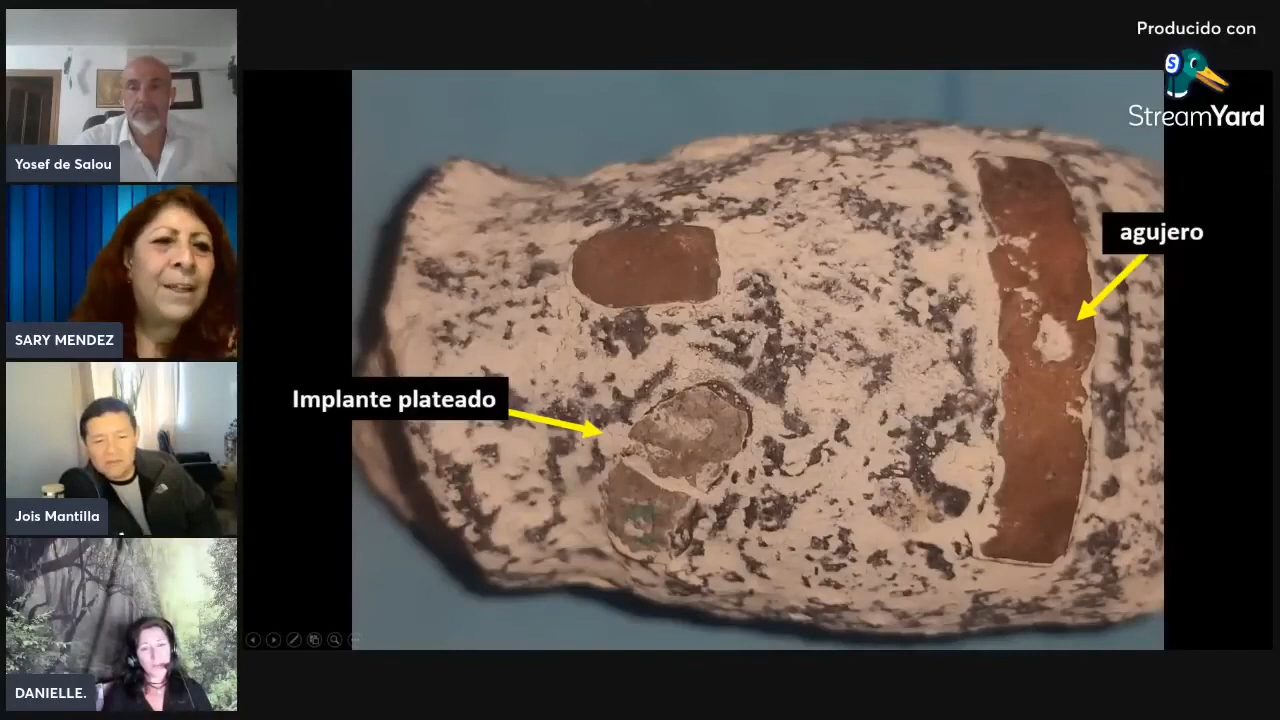 Producido con
S
StreamYard
Yosef de Salou
SARY MENDEZ
Jois Mantilla
DANIELLE.
agujero
Implante plateado